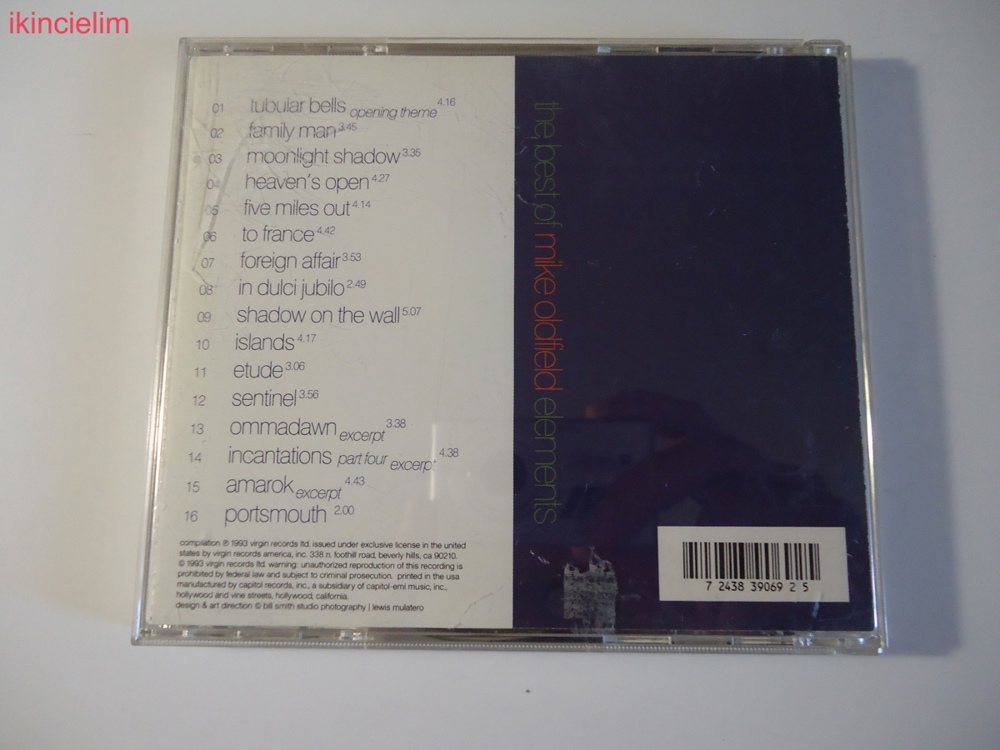 ikincielim
01 tubular bells opening theme 4.16
02 family man 3.45
03 moonlight shadow 3.35
04 heaven's open 4.27
05 five miles out 4.14
06 to france 4.42
07 foreign affair 3.53
08 in dulci jubilo 2.49
09 shadow on the wall 5.07
10 islands 4.17
11 etude 3.06
12 sentinel 3.56
13 ommadawn excerpt 3.38
14 incantations part four excerpt 4.38
15 amarok excerpt 4.43
16 portsmouth 2.00
compilation ℗ 1993 virgin records ltd. issued under exclusive license in the united
states by virgin records america, inc. 338 n. foothill road, beverly hills, ca 90210.
© 1993 virgin records ltd. warning: unauthorized reproduction of this recording is
prohibited by federal law and subject to criminal prosecution. printed in the usa
manufactured by capitol records, inc., a subsidiary of capitol-emi music, inc.,
hollywood and vine streets, hollywood, california.
design & art direction © bill smith studio photography | lewis mulatero
the best of mike oldfield elements
7 24383 90692 5